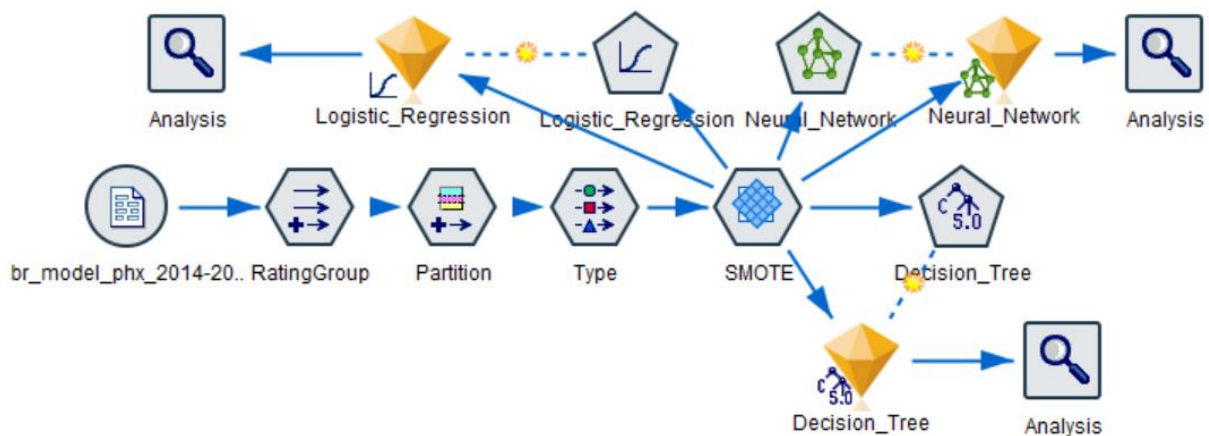 Analysis
Logistic_Regression
Logistic_Regression
Neural_Network
Neural_Network
Analysis
br_model_phx_2014-20..
RatingGroup
Partition
Type
SMOTE
C 5.0
Decision_Tree
C 5.0
Decision_Tree
Analysis